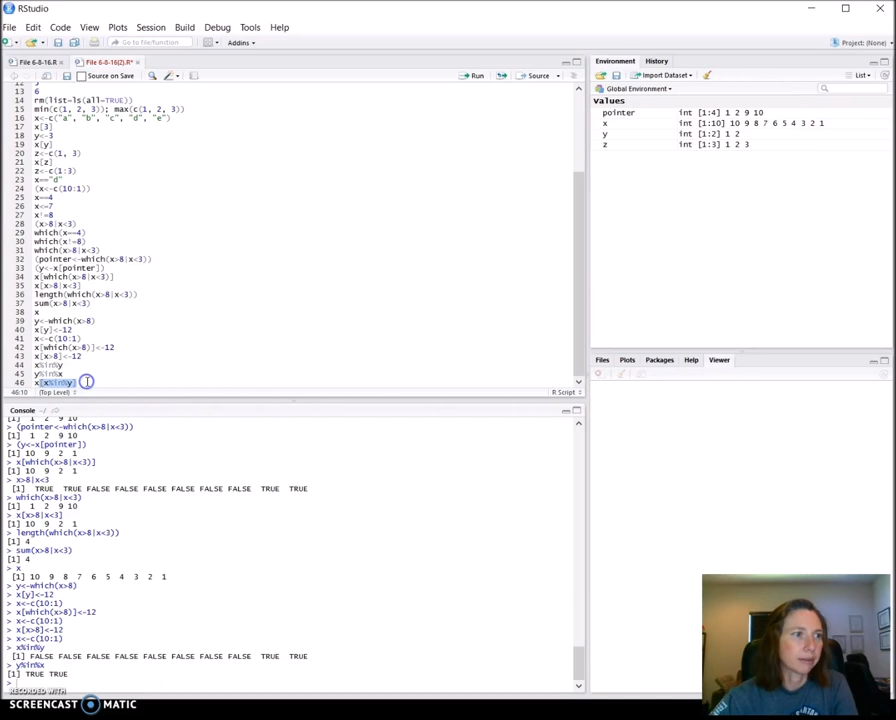 RStudio
File Edit Code View Plots Session Build Debug Tools Help
Go to file/function Addins Project: (None)
File 6-8-16.R File 6-8-16(2).R* Environment History
Source on Save Run Source Import Dataset List
Global Environment
Values
pointer int [1:4] 1 2 9 10
x int [1:10] 10 9 8 7 6 5 4 3 2 1
y int [1:2] 1 2
z int [1:3] 1 2 3
13 6
14 rm(list=ls(all=TRUE))
15 min(c(1, 2, 3)); max(c(1, 2, 3))
16 x<-c("a", "b", "c", "d", "e")
17 x[3]
18 y<-3
19 x[y]
20 z<-c(1, 3)
21 x[z]
22 z<-c(1:3)
23 x=="d"
24 (x<-c(10:1))
25 x==4
26 x<-7
27 x!=8
28 (x>8|x<3)
29 which(x==4)
30 which(x!=8)
31 which(x>8|x<3)
32 (pointer<-which(x>8|x<3))
33 (y<-x[pointer])
34 x[which(x>8|x<3)]
35 x[x>8|x<3]
36 length(which(x>8|x<3))
37 sum(x>8|x<3)
38 x
39 y<-which(x>8)
40 x[y]<-12
41 x<-c(10:1)
42 x[which(x>8)]<-12
43 x[x>8]<-12
44 x%in%y
45 y%in%x
46 x[x%in%y]
46:10 (Top Level) R Script
Files Plots Packages Help Viewer
Console
[1] 1 2 9 10
> (pointer<-which(x>8|x<3))
[1] 1 2 9 10
> (y<-x[pointer])
[1] 10 9 2 1
> x[which(x>8|x<3)]
[1] 10 9 2 1
> x>8|x<3
[1] TRUE TRUE FALSE FALSE FALSE FALSE FALSE FALSE TRUE TRUE
> which(x>8|x<3)
[1] 1 2 9 10
> x[x>8|x<3]
[1] 10 9 2 1
> length(which(x>8|x<3))
[1] 4
> sum(x>8|x<3)
[1] 4
> x
[1] 10 9 8 7 6 5 4 3 2 1
> y<-which(x>8)
> x[y]<-12
> x<-c(10:1)
> x[which(x>8)]<-12
> x<-c(10:1)
> x[x>8]<-12
> x<-c(10:1)
> x%in%y
[1] FALSE FALSE FALSE FALSE FALSE FALSE FALSE FALSE TRUE TRUE
> y%in%x
[1] TRUE TRUE
>
RECORDED WITH
SCREENCAST MATIC